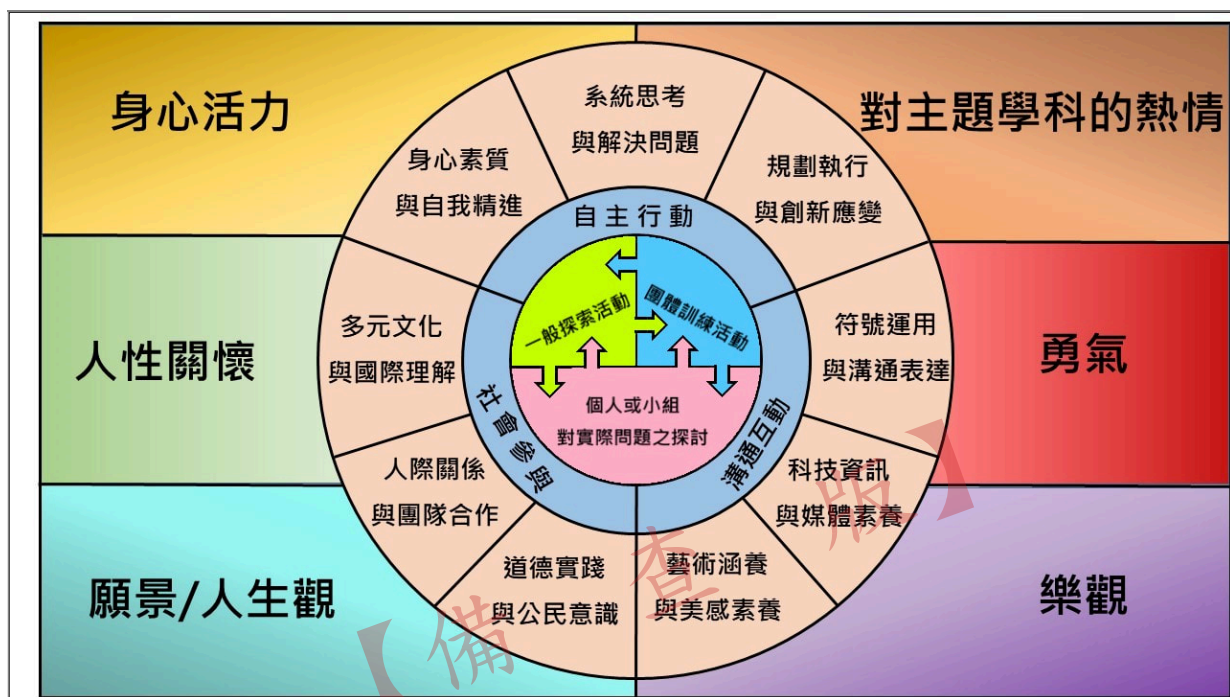 身心活力
對主題學科的熱情
人性關懷
勇氣
願景/人生觀
樂觀
系統思考
與解決問題
規劃執行
與創新應變
符號運用
與溝通表達
科技資訊
與媒體素養
藝術涵養
與美感素養
道德實踐
與公民意識
人際關係
與團隊合作
多元文化
與國際理解
身心素質
與自我精進
自主行動
溝通互動
社會參與
一般探索活動
團體訓練活動
個人或小組
對實際問題之探討
【備查版】